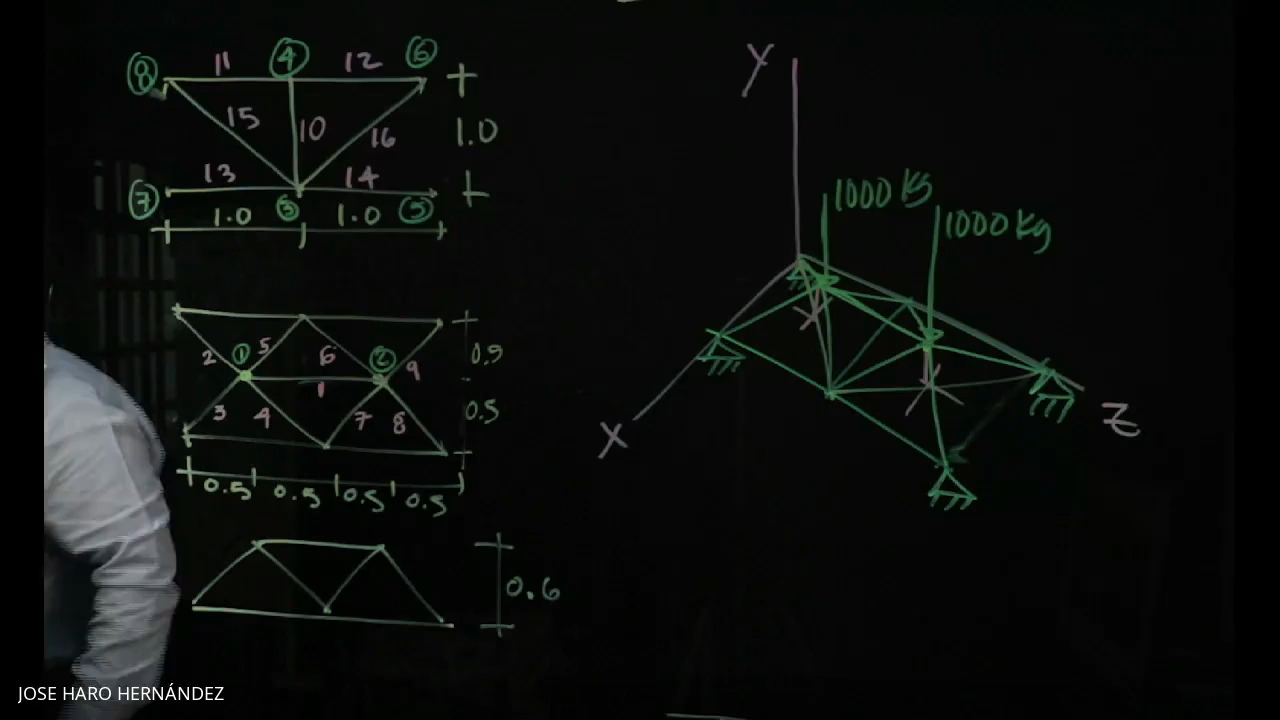 8 11 4 12 6
15 10 16 1.0
13 14
7 1.0 3 1.0 5
2 1 5 6 2 9 0.5
1
3 4 7 8 0.5
0.5 0.5 0.5 0.5
0.6
Y
1000 kg
1000 kg
X
Z
JOSE HARO HERNÁNDEZ